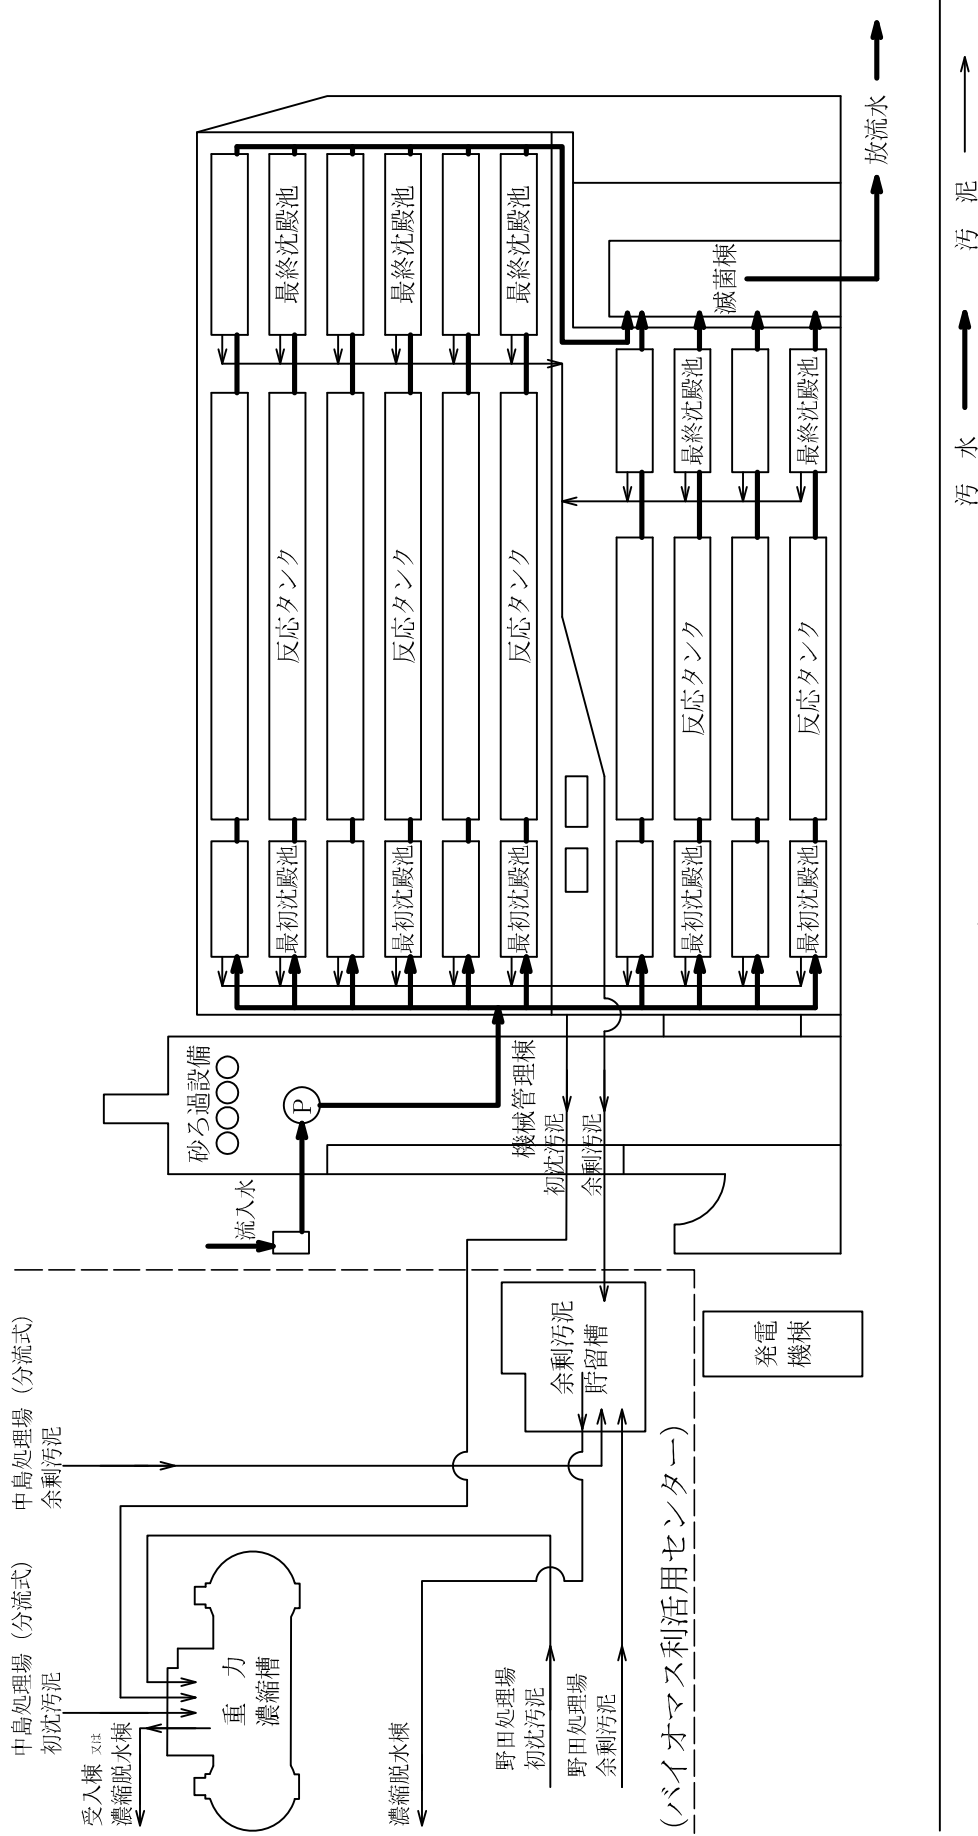 中島処理場（分流式）
初沈汚泥
中島処理場（分流式）
余剰汚泥
受入棟 又は
濃縮脱水棟
重　力
濃縮槽
濃縮脱水棟
野田処理場
初沈汚泥
野田処理場
余剰汚泥
（バイオマス利活用センター）
余剰汚泥
貯留槽
発電
機棟
流入水
砂ろ過設備
P
機械管理棟
初沈汚泥
余剰汚泥
最初沈殿池
反応タンク
最終沈殿池
最初沈殿池
反応タンク
最終沈殿池
最初沈殿池
反応タンク
最終沈殿池
最初沈殿池
反応タンク
最終沈殿池
最初沈殿池
反応タンク
最終沈殿池
滅菌棟
放流水
汚　水
汚　泥